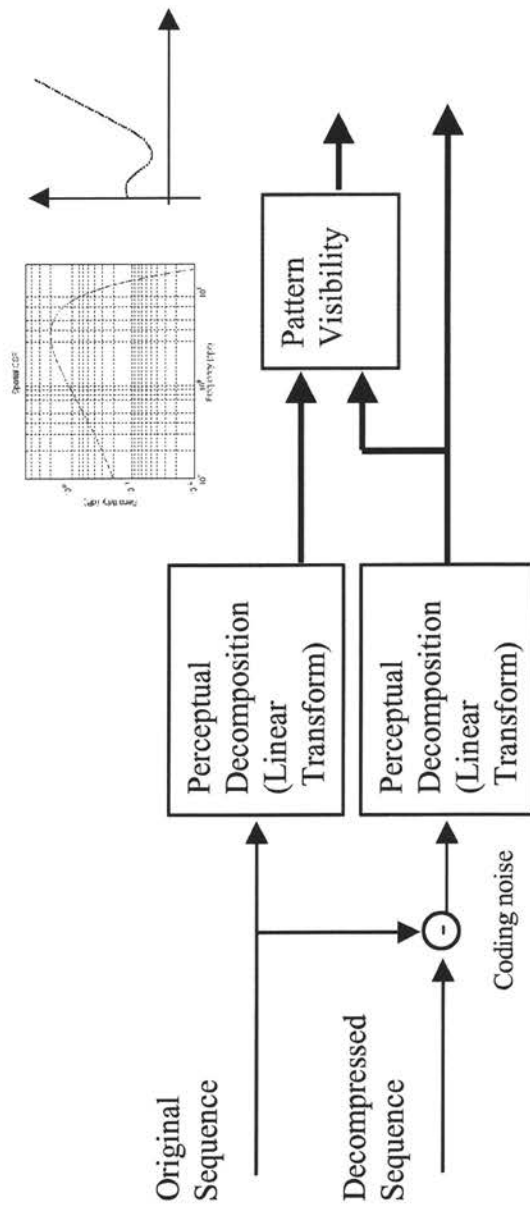 Original
Sequence
Decompressed
Sequence
-
Coding noise
Perceptual
Decomposition
(Linear
Transform)
Perceptual
Decomposition
(Linear
Transform)
Pattern
Visibility